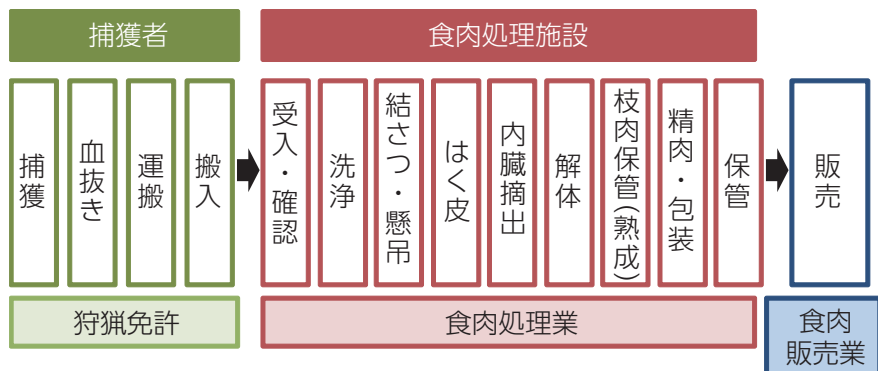 捕獲者
食肉処理施設
捕獲
血抜き
運搬
搬入
受入・確認
洗浄
結さつ・懸吊
はく皮
内臓摘出
解体
枝肉保管(熟成)
精肉・包装
保管
販売
狩猟免許
食肉処理業
食肉
販売業